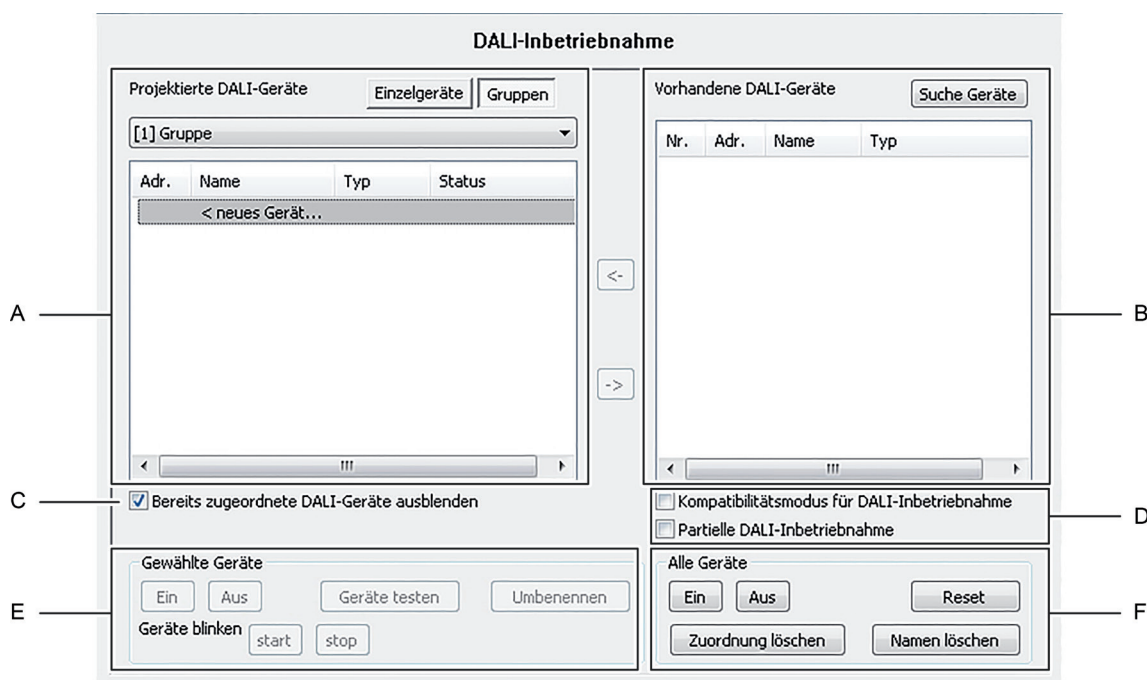 DALI-Inbetriebnahme
Projektierte DALI-Geräte
Einzelgeräte
Gruppen
[1] Gruppe
Adr. Name Typ Status
< neues Gerät...
<-
->
Vorhandene DALI-Geräte
Suche Geräte
Nr. Adr. Name Typ
A
B
C
Bereits zugeordnete DALI-Geräte ausblenden
Kompatibilitätsmodus für DALI-Inbetriebnahme
Partielle DALI-Inbetriebnahme
D
E
Gewählte Geräte
Ein Aus Geräte testen Umbenennen
Geräte blinken start stop
Alle Geräte
Ein Aus Reset
Zuordnung löschen Namen löschen
F